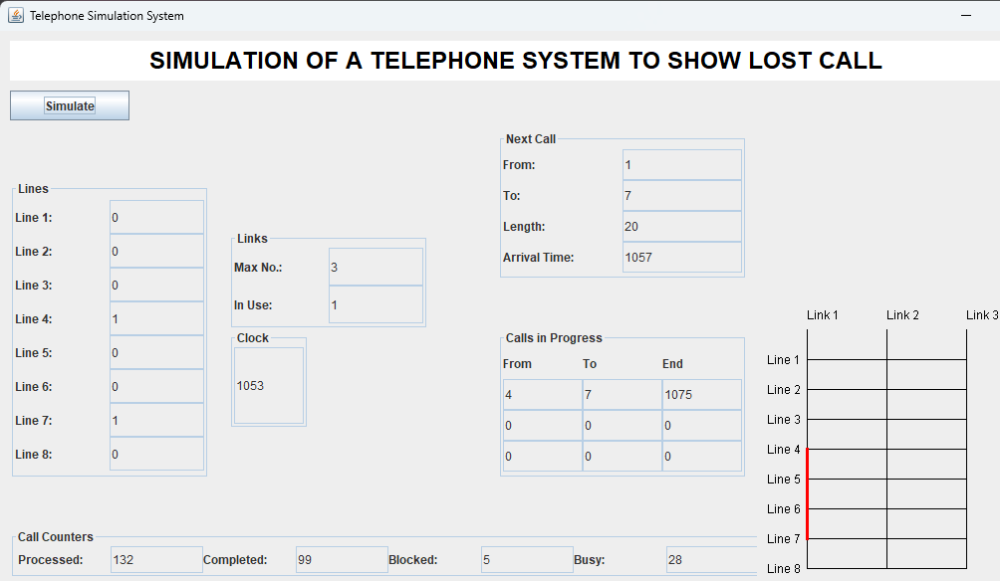 Telephone Simulation System
SIMULATION OF A TELEPHONE SYSTEM TO SHOW LOST CALL
Simulate
Lines
Line 1: 0
Line 2: 0
Line 3: 0
Line 4: 1
Line 5: 0
Line 6: 0
Line 7: 1
Line 8: 0
Links
Max No.: 3
In Use: 1
Clock
1053
Next Call
From: 1
To: 7
Length: 20
Arrival Time: 1057
Calls in Progress
From To End
4 7 1075
0 0 0
0 0 0
Link 1 Link 2 Link 3
Line 1
Line 2
Line 3
Line 4
Line 5
Line 6
Line 7
Line 8
Call Counters
Processed: 132 Completed: 99 Blocked: 5 Busy: 28